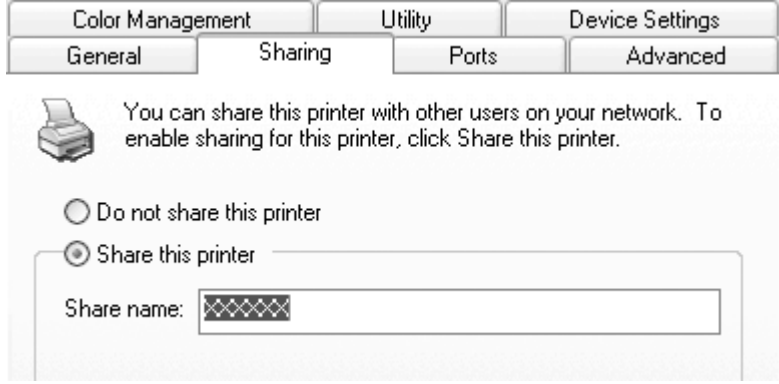 Color Management Utility Device Settings
General Sharing Ports Advanced
You can share this printer with other users on your network. To
enable sharing for this printer, click Share this printer.
Do not share this printer
Share this printer
Share name: XXXXXX